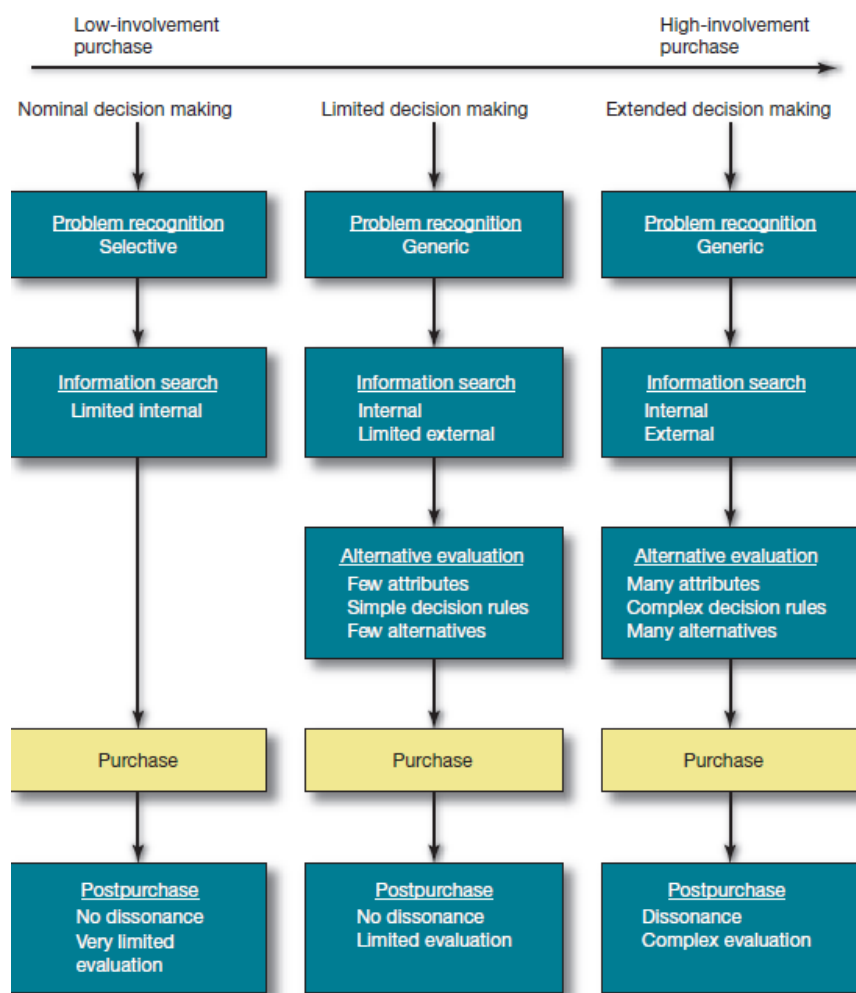 Low-involvement
purchase
High-involvement
purchase
Nominal decision making
Limited decision making
Extended decision making
Problem recognition
Selective
Problem recognition
Generic
Problem recognition
Generic
Information search
Limited internal
Information search
Internal
Limited external
Information search
Internal
External
Alternative evaluation
Few attributes
Simple decision rules
Few alternatives
Alternative evaluation
Many attributes
Complex decision rules
Many alternatives
Purchase
Purchase
Purchase
Postpurchase
No dissonance
Very limited
evaluation
Postpurchase
No dissonance
Limited evaluation
Postpurchase
Dissonance
Complex evaluation